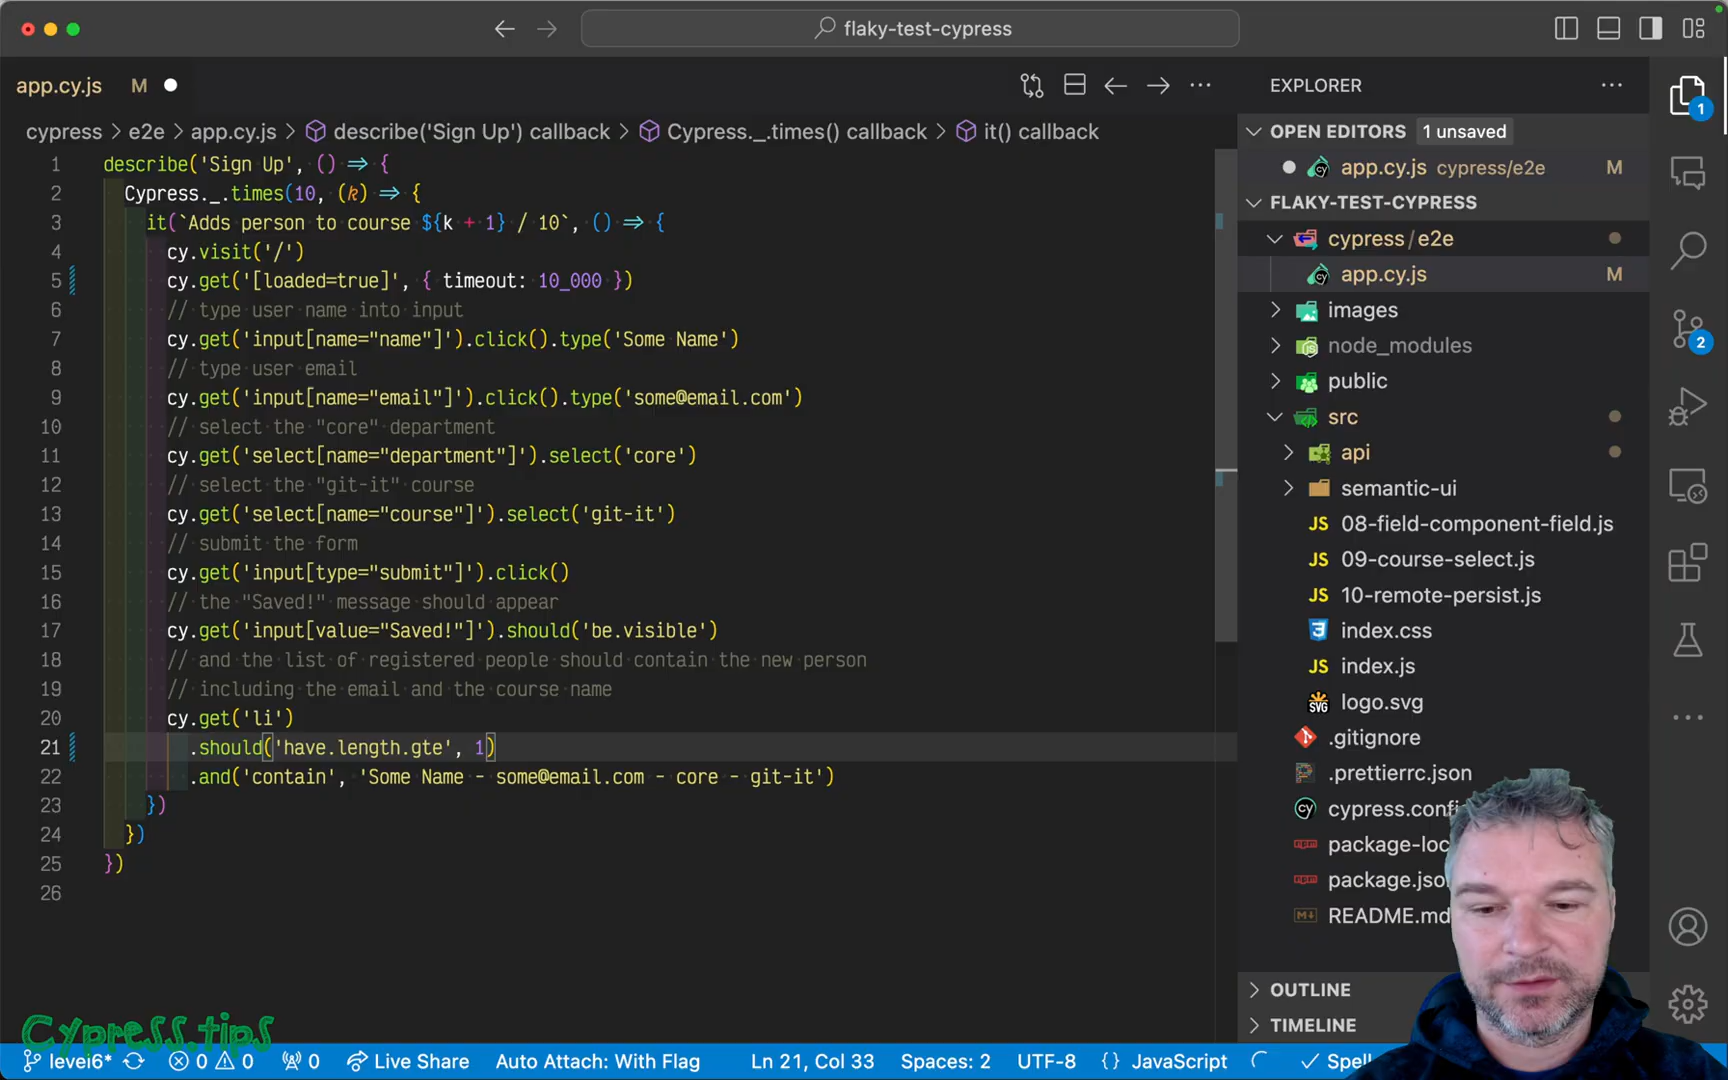 flaky-test-cypress
app.cy.js M
EXPLORER
cypress > e2e > app.cy.js > describe('Sign Up') callback > Cypress._.times() callback > it() callback
OPEN EDITORS 1 unsaved
app.cy.js cypress/e2e M
FLAKY-TEST-CYPRESS
cypress / e2e
app.cy.js M
images
node_modules
public
src
api
semantic-ui
JS 08-field-component-field.js
JS 09-course-select.js
JS 10-remote-persist.js
index.css
JS index.js
logo.svg
.gitignore
.prettierrc.json
cypress.confi
package-loc
package.jso
README.md
OUTLINE
TIMELINE
1
2
1 describe('Sign Up', () => {
2 Cypress._.times(10, (k) => {
3 it(`Adds person to course ${k + 1} / 10`, () => {
4 cy.visit('/')
5 cy.get('[loaded=true]', { timeout: 10_000 })
6 // type user name into input
7 cy.get('input[name="name"]').click().type('Some Name')
8 // type user email
9 cy.get('input[name="email"]').click().type('some@email.com')
10 // select the "core" department
11 cy.get('select[name="department"]').select('core')
12 // select the "git-it" course
13 cy.get('select[name="course"]').select('git-it')
14 // submit the form
15 cy.get('input[type="submit"]').click()
16 // the "Saved!" message should appear
17 cy.get('input[value="Saved!"]').should('be.visible')
18 // and the list of registered people should contain the new person
19 // including the email and the course name
20 cy.get('li')
21 .should('have.length.gte', 1)
22 .and('contain', 'Some Name - some@email.com - core - git-it')
23 })
24 })
25 })
26
Cypress.tips
level6* 0 0 0 Live Share Auto Attach: With Flag Ln 21, Col 33 Spaces: 2 UTF-8 {} JavaScript Spell